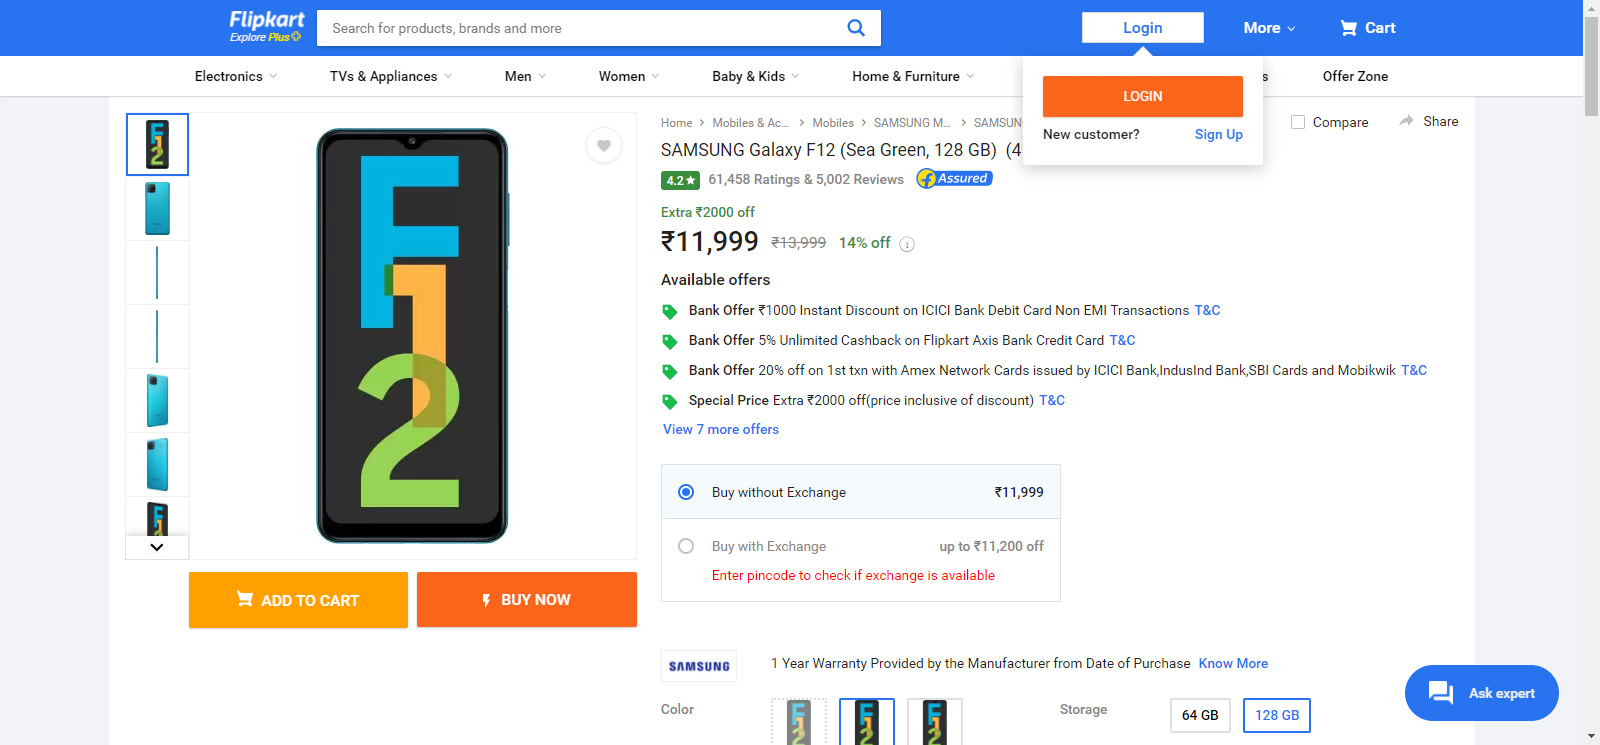 Flipkart
Explore Plus
Search for products, brands and more
Login
More
Cart
Electronics
TVs & Appliances
Men
Women
Baby & Kids
Home & Furniture
Offer Zone
LOGIN
New customer?
Sign Up
Home
Mobiles & Ac...
Mobiles
SAMSUNG M...
Compare
Share
SAMSUNG Galaxy F12 (Sea Green, 128 GB) (4
4.2★
61,458 Ratings & 5,002 Reviews
Assured
Extra ₹2000 off
₹11,999 ₹13,999 14% off
Available offers
Bank Offer ₹1000 Instant Discount on ICICI Bank Debit Card Non EMI Transactions T&C
Bank Offer 5% Unlimited Cashback on Flipkart Axis Bank Credit Card T&C
Bank Offer 20% off on 1st txn with Amex Network Cards issued by ICICI Bank,IndusInd Bank,SBI Cards and Mobikwik T&C
Special Price Extra ₹2000 off(price inclusive of discount) T&C
View 7 more offers
Buy without Exchange ₹11,999
Buy with Exchange up to ₹11,200 off
Enter pincode to check if exchange is available
F12
ADD TO CART
BUY NOW
SAMSUNG
1 Year Warranty Provided by the Manufacturer from Date of Purchase Know More
Color
Storage
64 GB
128 GB
Ask expert